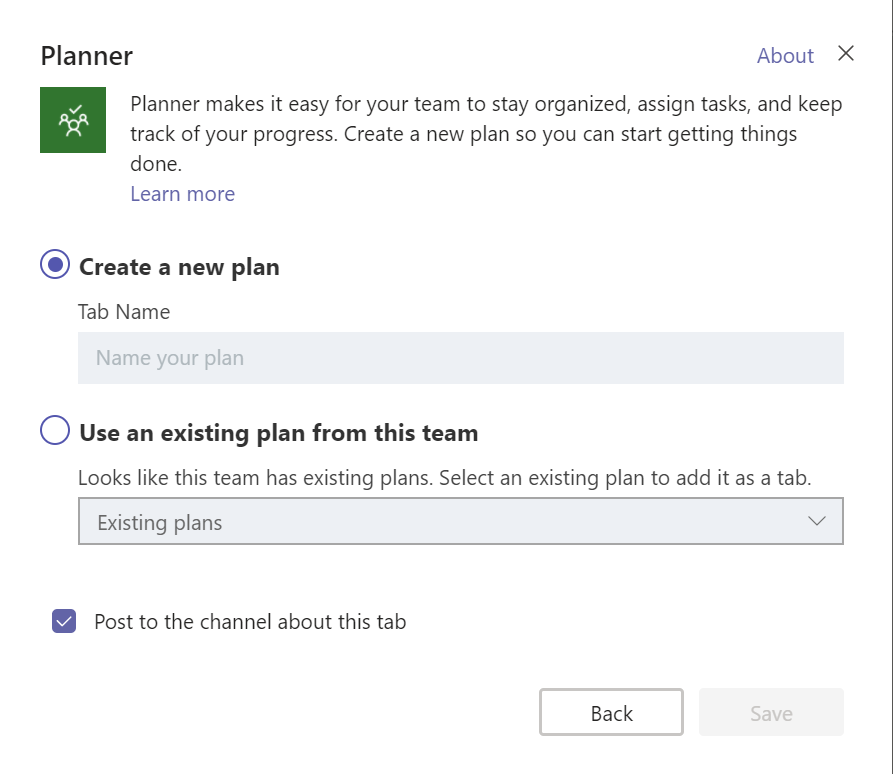 Planner
About
Planner makes it easy for your team to stay organized, assign tasks, and keep
track of your progress. Create a new plan so you can start getting things
done.
Learn more
Create a new plan
Tab Name
Name your plan
Use an existing plan from this team
Looks like this team has existing plans. Select an existing plan to add it as a tab.
Existing plans
Post to the channel about this tab
Back
Save